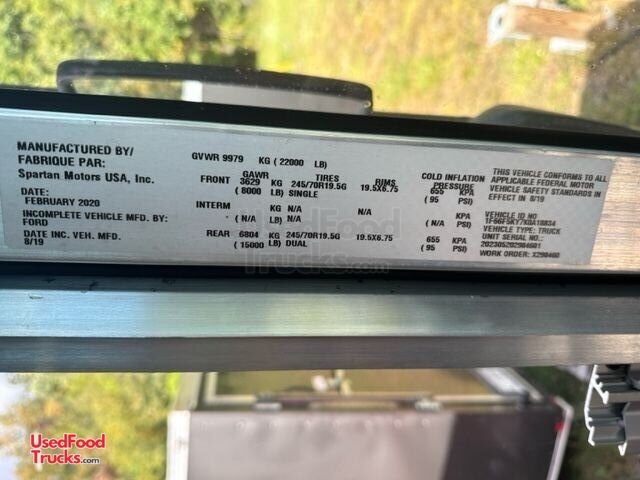 MANUFACTURED BY/
FABRIQUE PAR:
Spartan Motors USA, Inc.
DATE:
FEBRUARY 2020
INCOMPLETE VEHICLE MFD. BY:
FORD
DATE INC. VEH. MFD.
8/19
GVWR 9979 KG ( 22000 LB)
GAWR TIRES RIMS COLD INFLATION PRESSURE
FRONT 3629 KG 245/70R19.5G 19.5X6.75 655 KPA
( 8000 LB) SINGLE ( 95 PSI)
INTERM KG N/A N/A KPA
( N/A LB) N/A ( N/A PSI)
REAR 6804 KG 245/70R19.5G 19.5X6.75 655 KPA
( 15000 LB) DUAL ( 95 PSI)
THIS VEHICLE CONFORMS TO ALL
APPLICABLE FEDERAL MOTOR
VEHICLE SAFETY STANDARDS IN
EFFECT IN 8/19
VEHICLE ID NO
VEHICLE TYPE: TRUCK
UNIT SERIAL NO:
WORK ORDER: X298460
UsedFood
Trucks.com